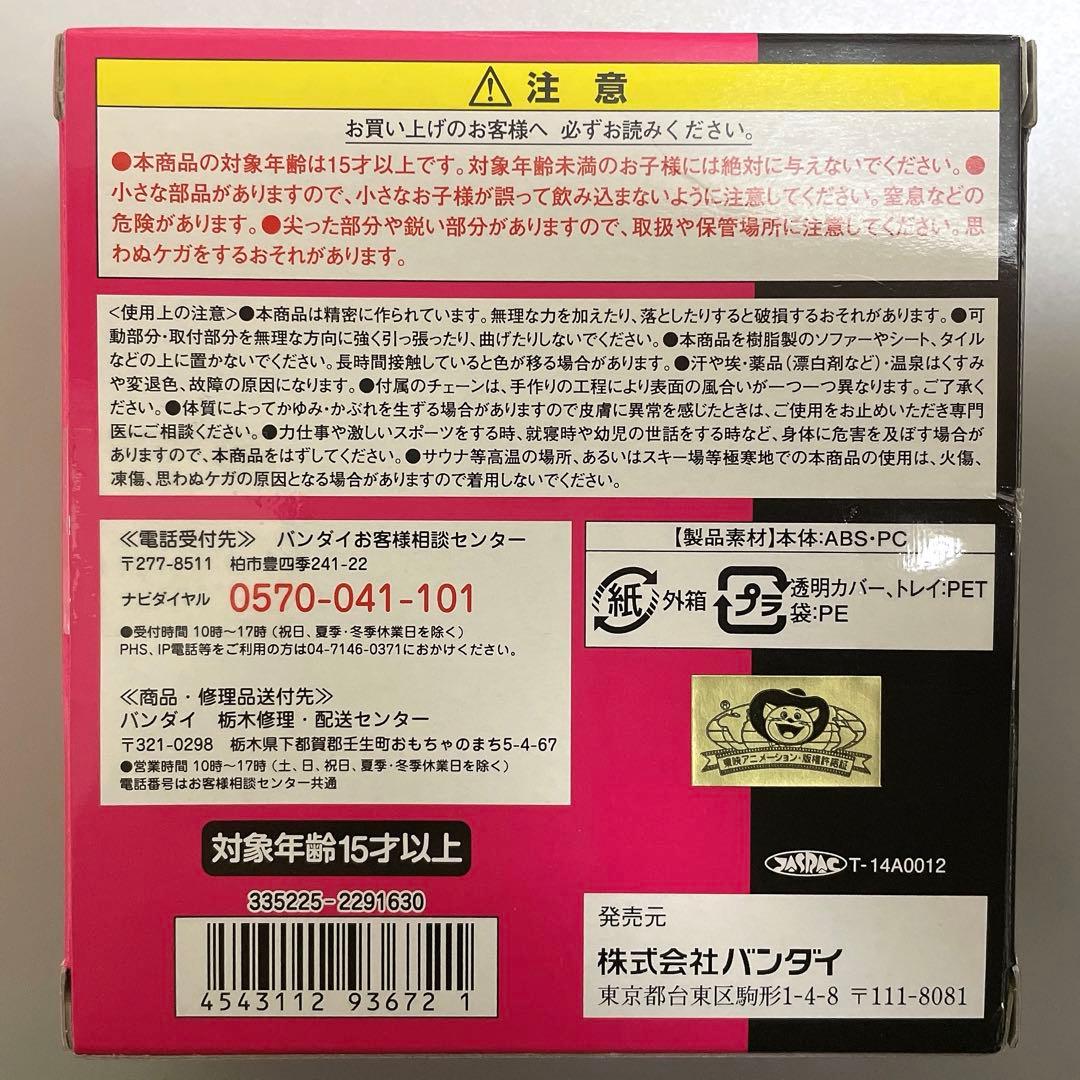 注 意
お買い上げのお客様へ 必ずお読みください。
●本商品の対象年齢は15才以上です。対象年齢未満のお子様には絶対に与えないでください。●
小さな部品がありますので、小さなお子様が誤って飲み込まないように注意してください。窒息などの
危険があります。●尖った部分や鋭い部分がありますので、取扱や保管場所に注意してください。思
わぬケガをするおそれがあります。
<使用上の注意>●本商品は精密に作られています。無理な力を加えたり、落としたりすると破損するおそれがあります。●可
動部分・取付部分を無理な方向に強く引っ張ったり、曲げたりしないでください。●本商品を樹脂製のソファーやシート、タイル
などの上に置かないでください。長時間接触していると色が移る場合があります。●汗や埃・薬品(漂白剤など)・温泉はくすみ
や変退色、故障の原因になります。●付属のチェーンは、手作りの工程により表面の風合いが一つ一つ異なります。ご了承く
ださい。●体質によってかゆみ・かぶれを生ずる場合がありますので皮膚に異常を感じたときは、ご使用をお止めいただき専門
医にご相談ください。●力仕事や激しいスポーツをする時、就寝時や幼児の世話をする時など、身体に危害を及ぼす場合が
ありますので、本商品をはずしてください。●サウナ等高温の場所、あるいはスキー場等極寒地での本商品の使用は、火傷、
凍傷、思わぬケガの原因となる場合がありますので着用しないでください。
≪電話受付先≫ バンダイお客様相談センター
〒277-8511 柏市豊四季241-22
ナビダイヤル 0570-041-101
●受付時間 10時〜17時(祝日、夏季・冬季休業日を除く)
PHS、IP電話等をご利用の方は04-7146-0371におかけください。
≪商品・修理品送付先≫
バンダイ 栃木修理・配送センター
〒321-0298 栃木県下都賀郡壬生町おもちゃのまち5-4-67
●営業時間 10時〜17時(土、日、祝日、夏季・冬季休業日を除く)
電話番号はお客様相談センター共通
【製品素材】本体:ABS・PC
紙 外箱 プラ 透明カバー、トレイ:PET
袋:PE
東映アニメーション・版権許諾証
対象年齢15才以上
335225-2291630
4543112 93672 1
JASRAC T-14A0012
発売元
株式会社バンダイ
東京都台東区駒形1-4-8 〒111-8081